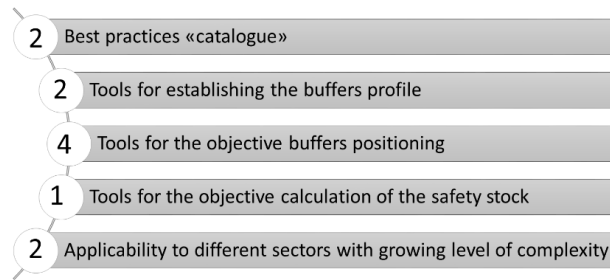 2 Best practices «catalogue»
2 Tools for establishing the buffers profile
4 Tools for the objective buffers positioning
1 Tools for the objective calculation of the safety stock
2 Applicability to different sectors with growing level of complexity